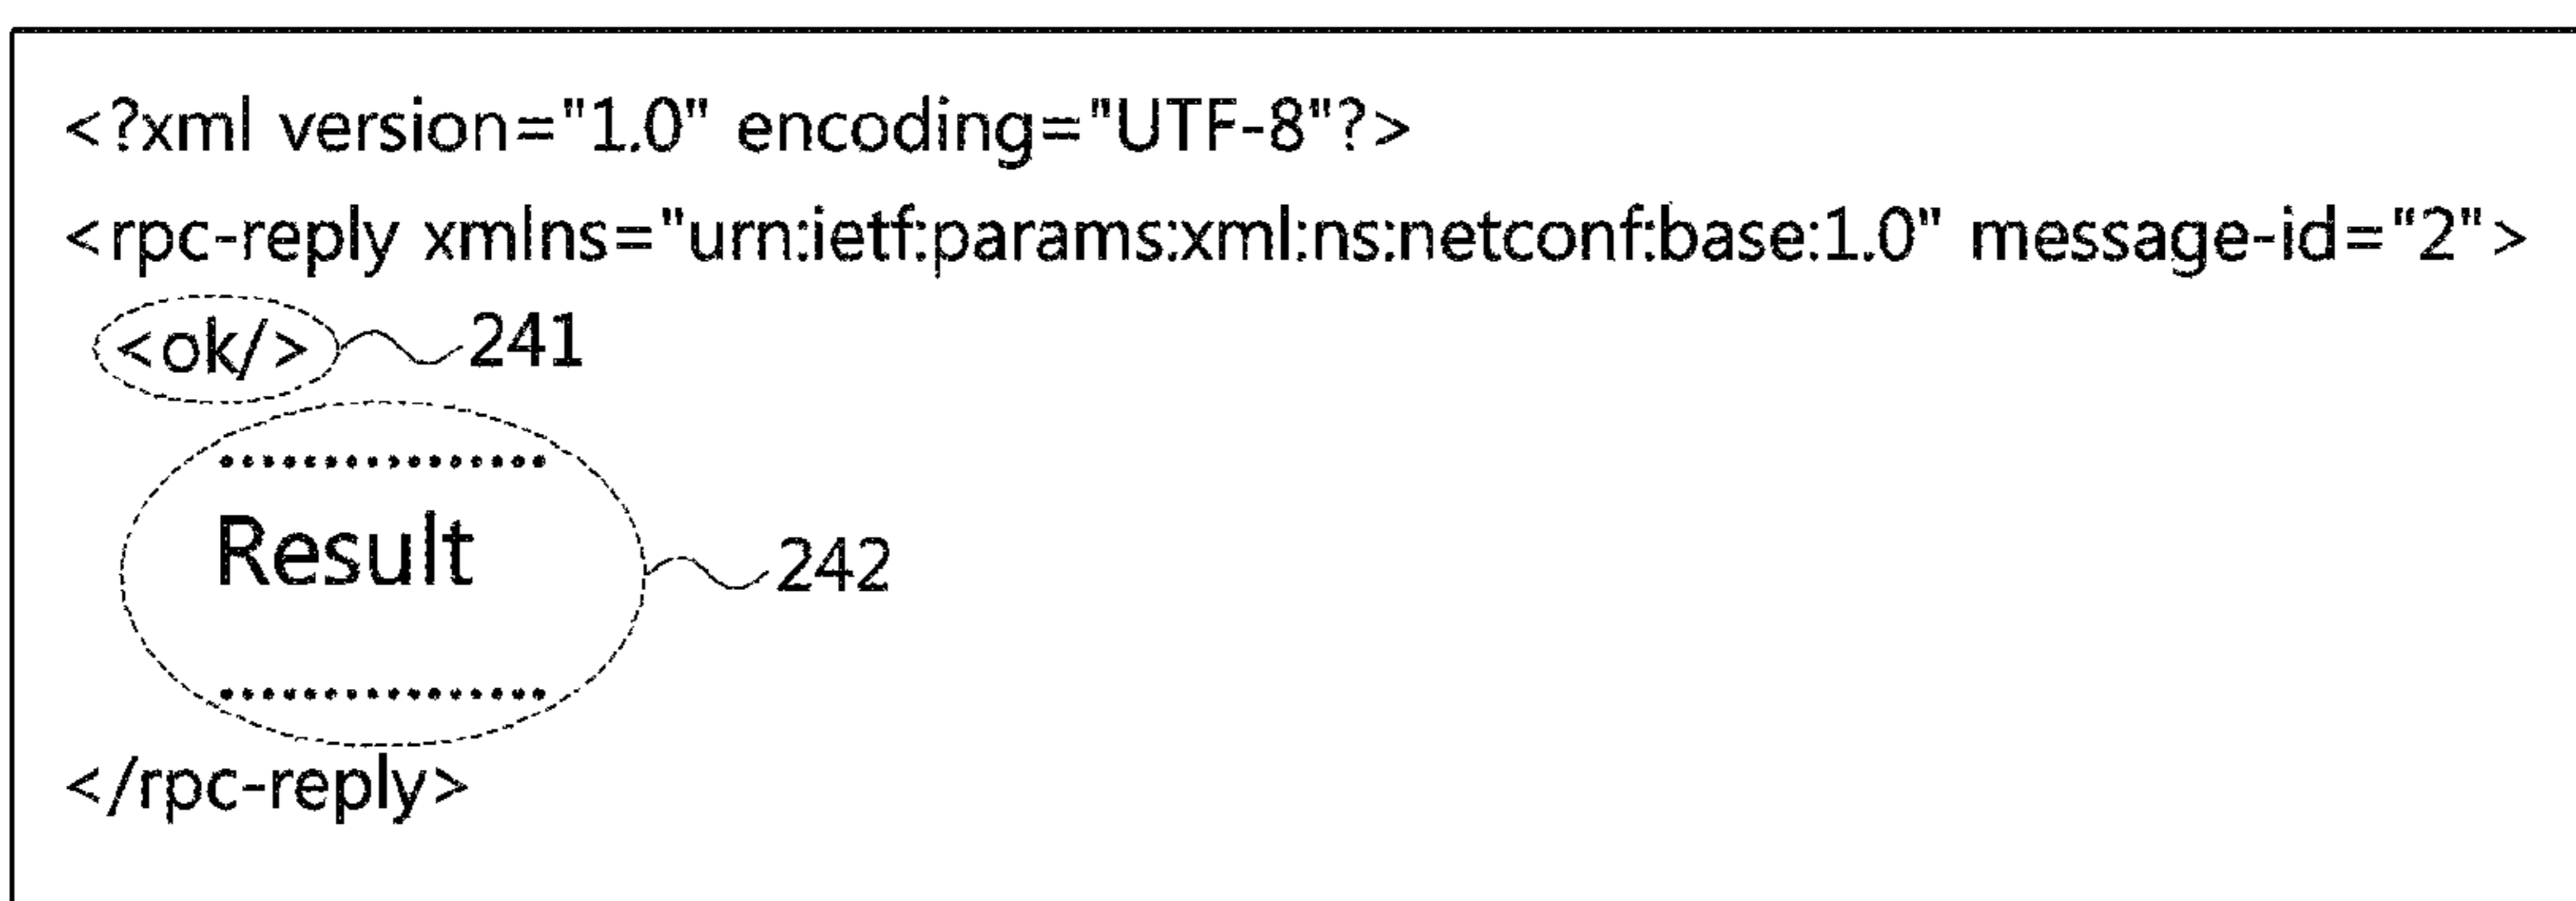 <?xml version="1.0" encoding="UTF-8"?>
<rpc-reply xmlns="urn:ietf:params:xml:ns:netconf:base:1.0" message-id="2">
<ok/> 241
................
Result
242
................
</rpc-reply>